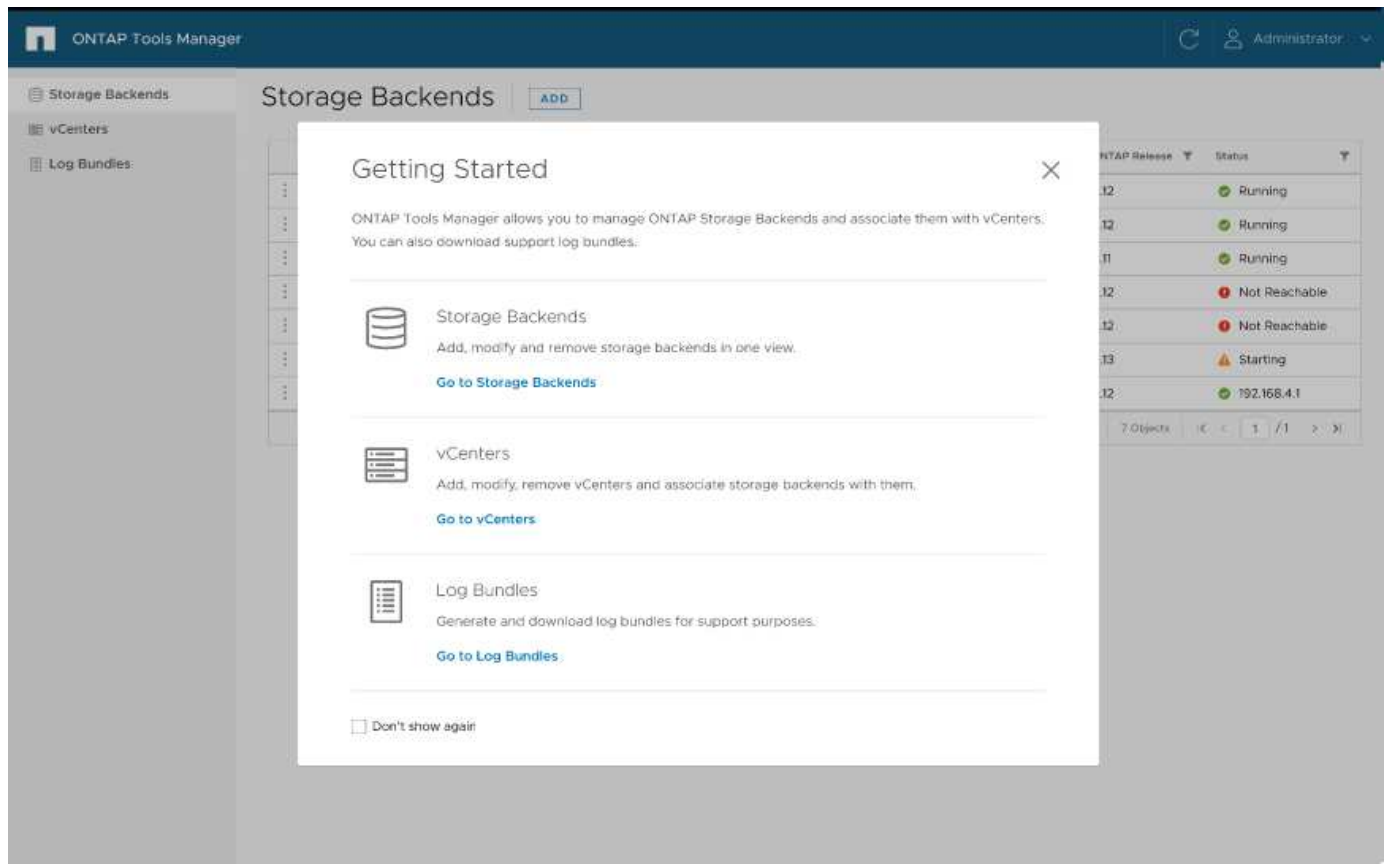 ONTAP Tools Manager
Administrator
Storage Backends
vCenters
Log Bundles
Storage Backends
ADD
NTAP Release
Status
.12
Running
.12
Running
.11
Running
.12
Not Reachable
.12
Not Reachable
.13
Starting
.12
192.168.4.1
7 Objects
1 /1
Getting Started
ONTAP Tools Manager allows you to manage ONTAP Storage Backends and associate them with vCenters.
You can also download support log bundles.
Storage Backends
Add, modify and remove storage backends in one view.
Go to Storage Backends
vCenters
Add, modify, remove vCenters and associate storage backends with them.
Go to vCenters
Log Bundles
Generate and download log bundles for support purposes.
Go to Log Bundles
Don't show again